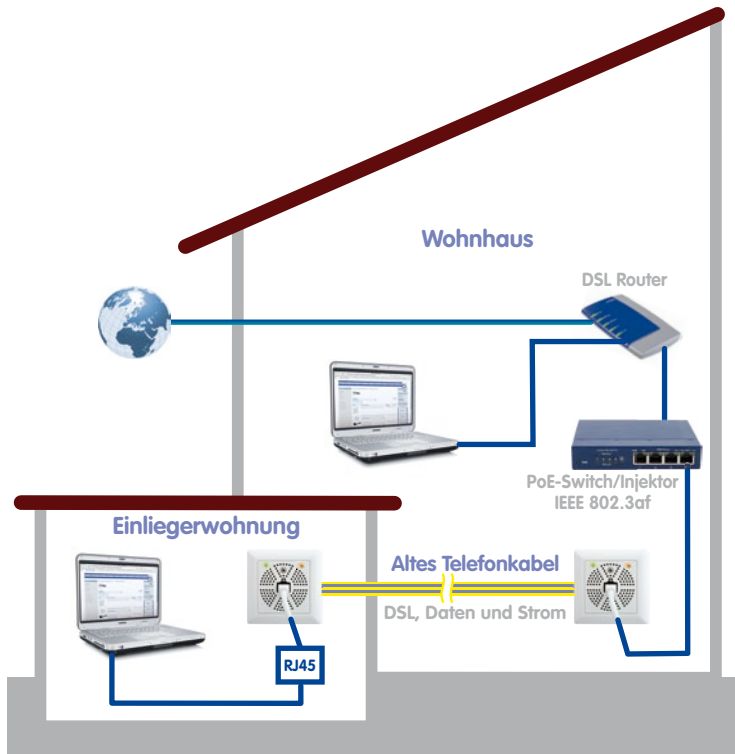 Wohnhaus
DSL Router
PoE-Switch/Injektor
IEEE 802.3af
Einliegerwohnung
Altes Telefonkabel
DSL, Daten und Strom
RJ45